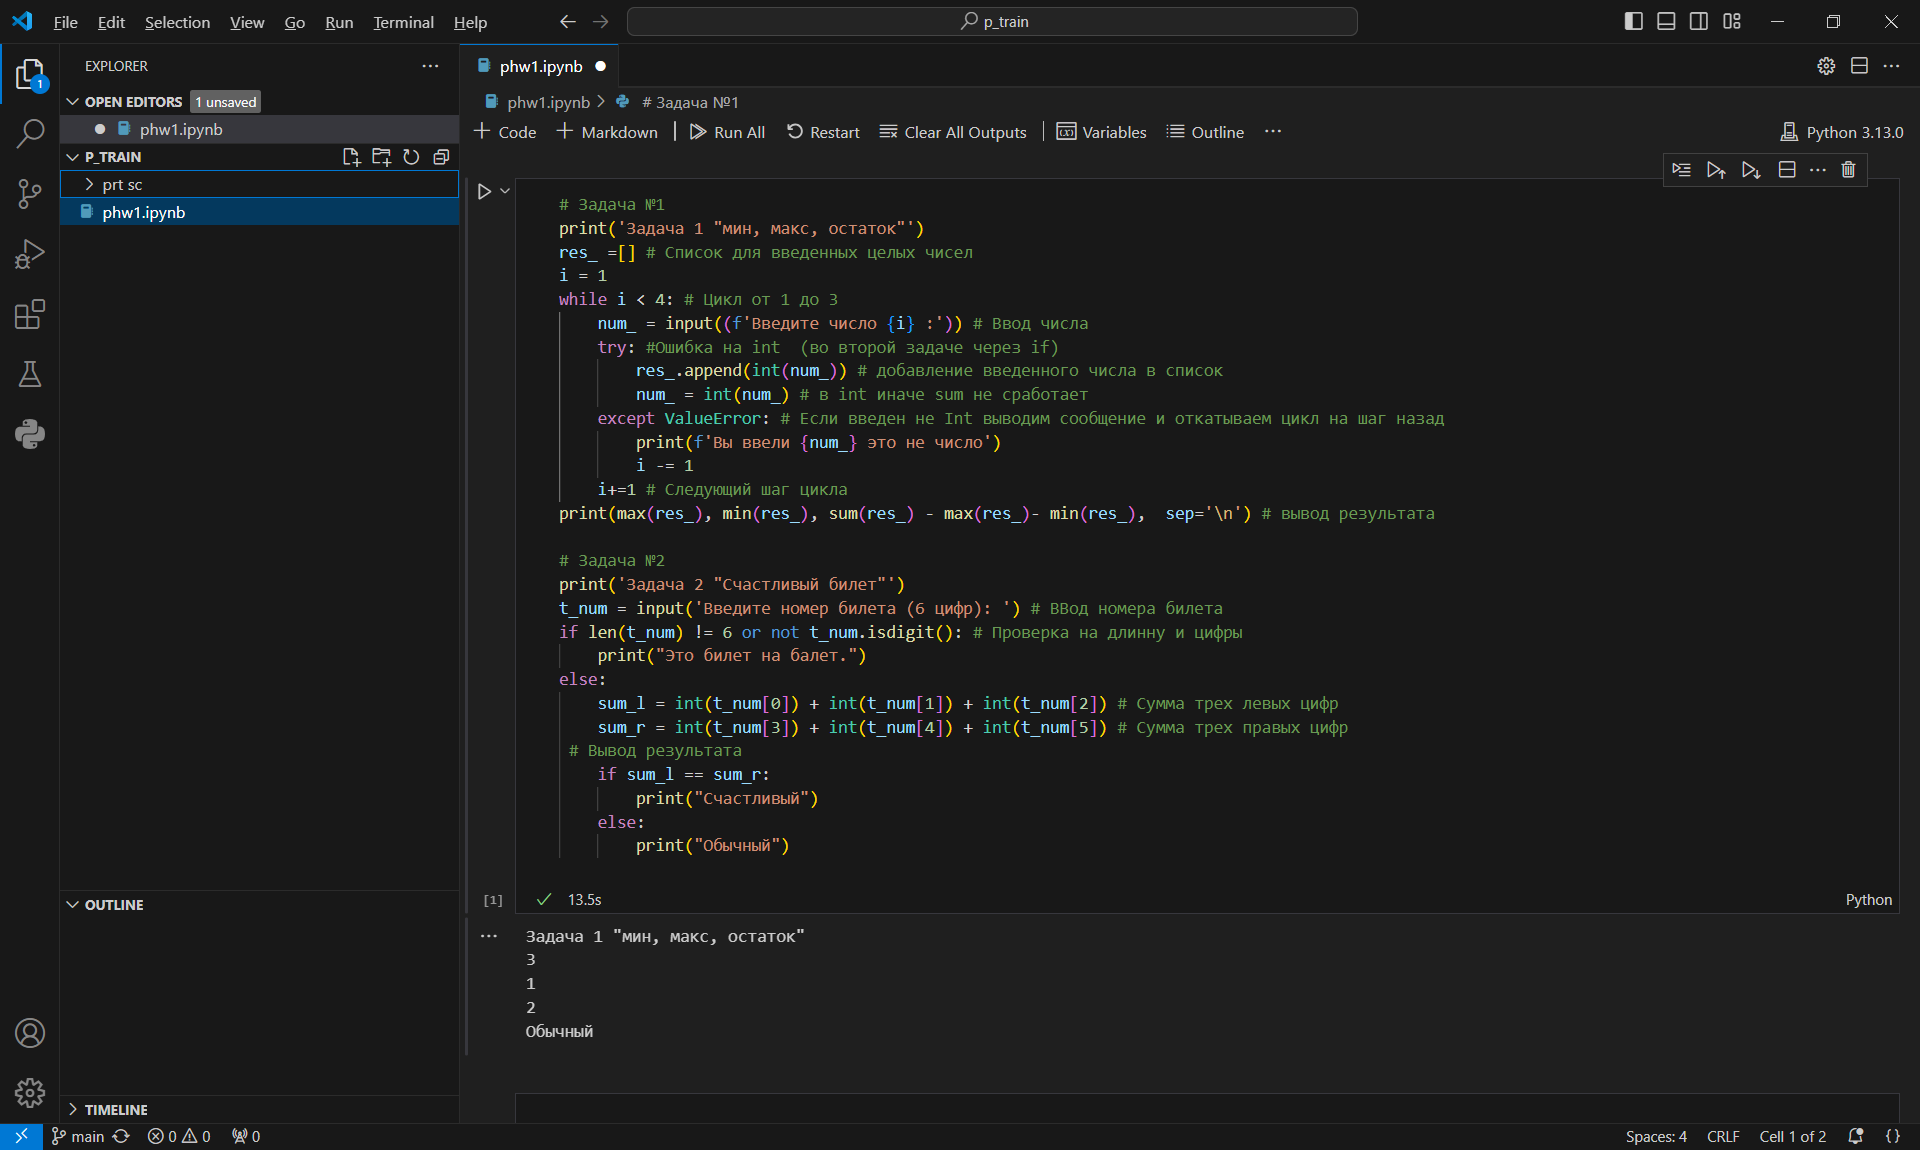 File Edit Selection View Go Run Terminal Help
p_train
EXPLORER
OPEN EDITORS 1 unsaved
phw1.ipynb
P_TRAIN
prt sc
phw1.ipynb
OUTLINE
TIMELINE
1
phw1.ipynb
phw1.ipynb > # Задача №1
Code Markdown Run All Restart Clear All Outputs Variables Outline
Python 3.13.0
# Задача №1
print('Задача 1 "мин, макс, остаток"')
res_ =[] # Список для введенных целых чисел
i = 1
while i < 4: # Цикл от 1 до 3
    num_ = input((f'Введите число {i} :')) # Ввод числа
    try: #Ошибка на int  (во второй задаче через if)
        res_.append(int(num_)) # добавление введенного числа в список
        num_ = int(num_) # в int иначе sum не сработает
    except ValueError: # Если введен не Int выводим сообщение и откатываем цикл на шаг назад
        print(f'Вы ввели {num_} это не число')
        i -= 1
    i+=1 # Следующий шаг цикла
print(max(res_), min(res_), sum(res_) - max(res_)- min(res_),  sep='\n') # вывод результата
# Задача №2
print('Задача 2 "Счастливый билет"')
t_num = input('Введите номер билета (6 цифр): ') # ВВод номера билета
if len(t_num) != 6 or not t_num.isdigit(): # Проверка на длинну и цифры
    print("Это билет на балет.")
else:
    sum_l = int(t_num[0]) + int(t_num[1]) + int(t_num[2]) # Сумма трех левых цифр
    sum_r = int(t_num[3]) + int(t_num[4]) + int(t_num[5]) # Сумма трех правых цифр
 # Вывод результата
    if sum_l == sum_r:
        print("Счастливый")
    else:
        print("Обычный")
[1] 13.5s
Python
Задача 1 "мин, макс, остаток"
3
1
2
Обычный
main 0 0 0
Spaces: 4 CRLF Cell 1 of 2 {}